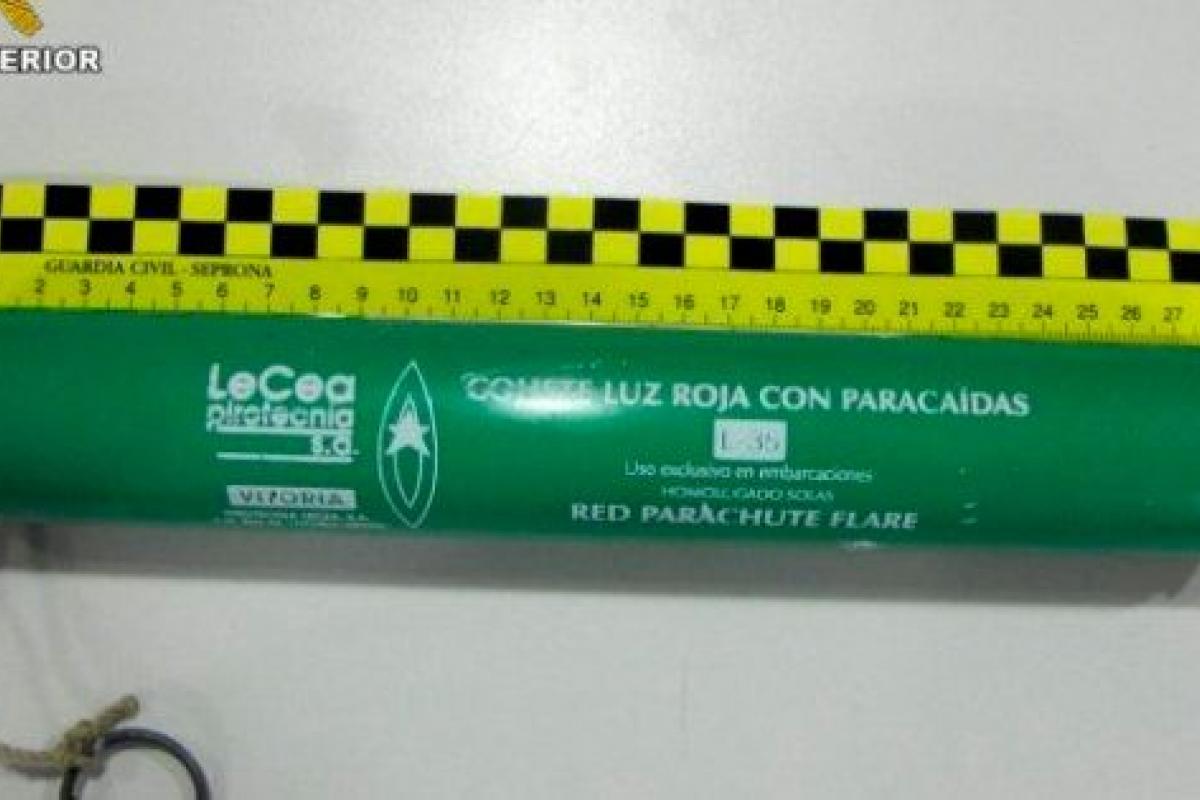 ERIOR
GUARDIA CIVIL - SEPRONA
2 3 4 5 6 7 8 9 10 11 12 13 14 15 16 17 18 19 20 21 22 23 24 25 26 27
LeCea
pirotecnia
s.a.
VITORIA
COHETE LUZ ROJA CON PARACAÍDAS
L-35
Uso exclusivo en embarcaciones
HOMOLOGADO SOLAS
RED PARACHUTE FLARE